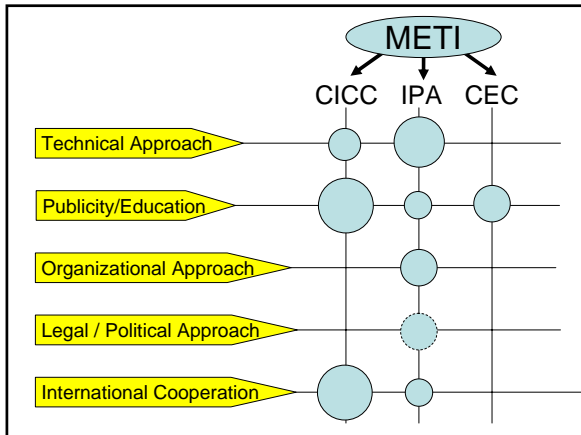 METI
CICC IPA CEC
Technical Approach
Publicity/Education
Organizational Approach
Legal / Political Approach
International Cooperation